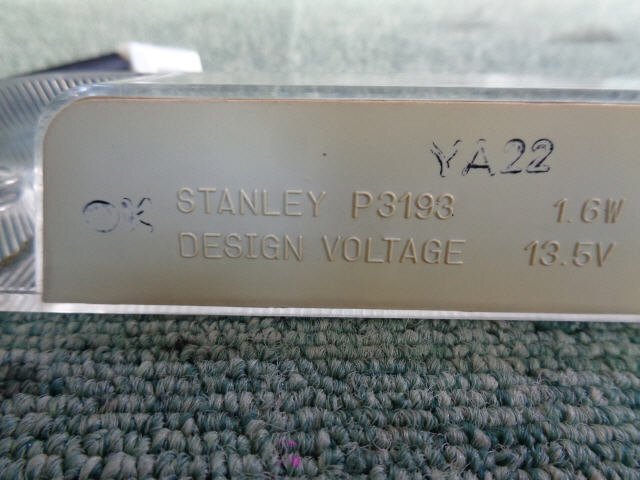 YA22
OK
STANLEY P3193 1.6W
DESIGN VOLTAGE 13.5V